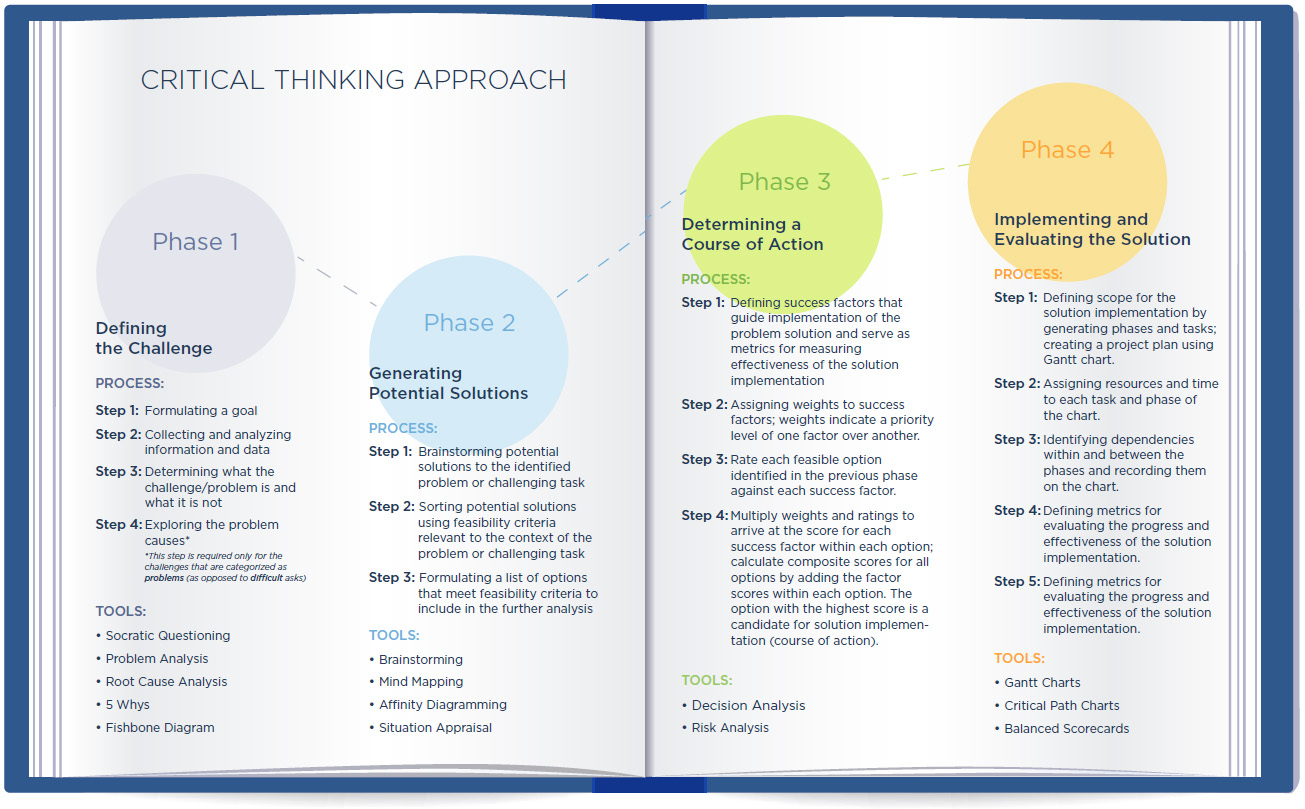 CRITICAL THINKING APPROACH
Phase 1
Defining
the Challenge
PROCESS:
Step 1: Formulating a goal
Step 2: Collecting and analyzing
information and data
Step 3: Determining what the
challenge/problem is and
what it is not
Step 4: Exploring the problem
causes*
*This step is required only for the
challenges that are categorized as
problems (as opposed to difficult asks)
TOOLS:
• Socratic Questioning
• Problem Analysis
• Root Cause Analysis
• 5 Whys
• Fishbone Diagram
Phase 2
Generating
Potential Solutions
PROCESS:
Step 1: Brainstorming potential
solutions to the identified
problem or challenging task
Step 2: Sorting potential solutions
using feasibility criteria
relevant to the context of the
problem or challenging task
Step 3: Formulating a list of options
that meet feasibility criteria to
include in the further analysis
TOOLS:
• Brainstorming
• Mind Mapping
• Affinity Diagramming
• Situation Appraisal
Phase 3
Determining a
Course of Action
PROCESS:
Step 1: Defining success factors that
guide implementation of the
problem solution and serve as
metrics for measuring
effectiveness of the solution
implementation
Step 2: Assigning weights to success
factors; weights indicate a priority
level of one factor over another.
Step 3: Rate each feasible option
identified in the previous phase
against each success factor.
Step 4: Multiply weights and ratings to
arrive at the score for each
success factor within each option;
calculate composite scores for all
options by adding the factor
scores within each option. The
option with the highest score is a
candidate for solution implemen-
tation (course of action).
TOOLS:
• Decision Analysis
• Risk Analysis
Phase 4
Implementing and
Evaluating the Solution
PROCESS:
Step 1: Defining scope for the
solution implementation by
generating phases and tasks;
creating a project plan using
Gantt chart.
Step 2: Assigning resources and time
to each task and phase of
the chart.
Step 3: Identifying dependencies
within and between the
phases and recording them
on the chart.
Step 4: Defining metrics for
evaluating the progress and
effectiveness of the solution
implementation.
Step 5: Defining metrics for
evaluating the progress and
effectiveness of the solution
implementation.
TOOLS:
• Gantt Charts
• Critical Path Charts
• Balanced Scorecards